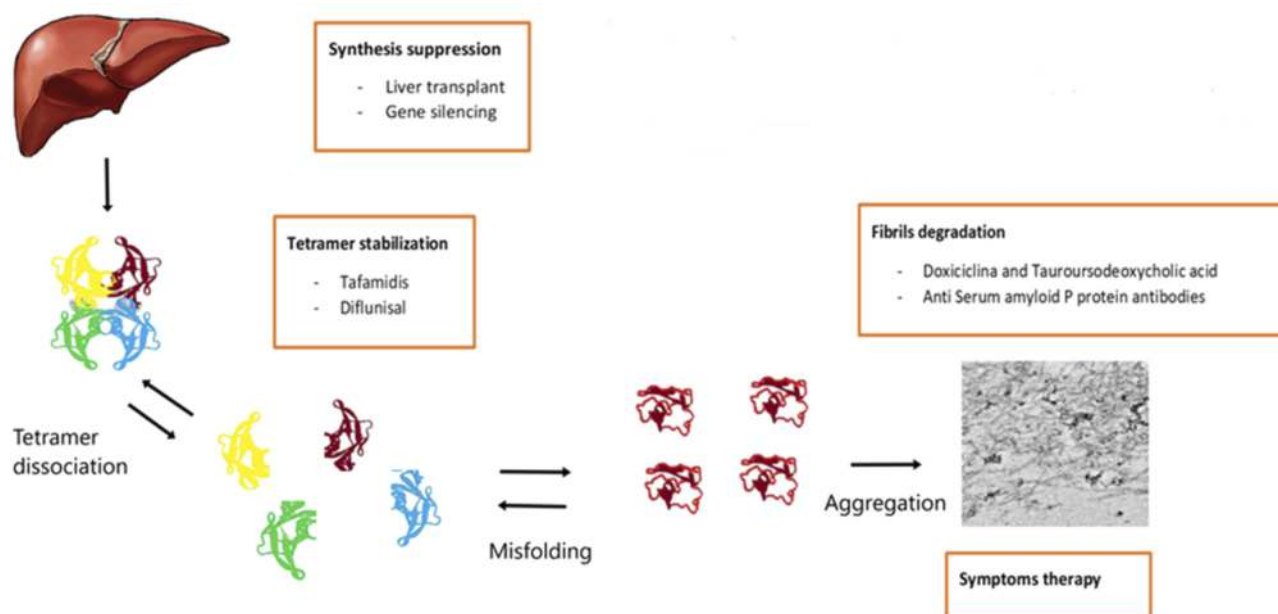 Synthesis suppression
- Liver transplant
- Gene silencing
Tetramer stabilization
- Tafamidis
- Diflunisal
Fibrils degradation
- Doxiciclina and Tauroursodeoxycholic acid
- Anti Serum amyloid P protein antibodies
Tetramer
dissociation
Misfolding
Aggregation
Symptoms therapy